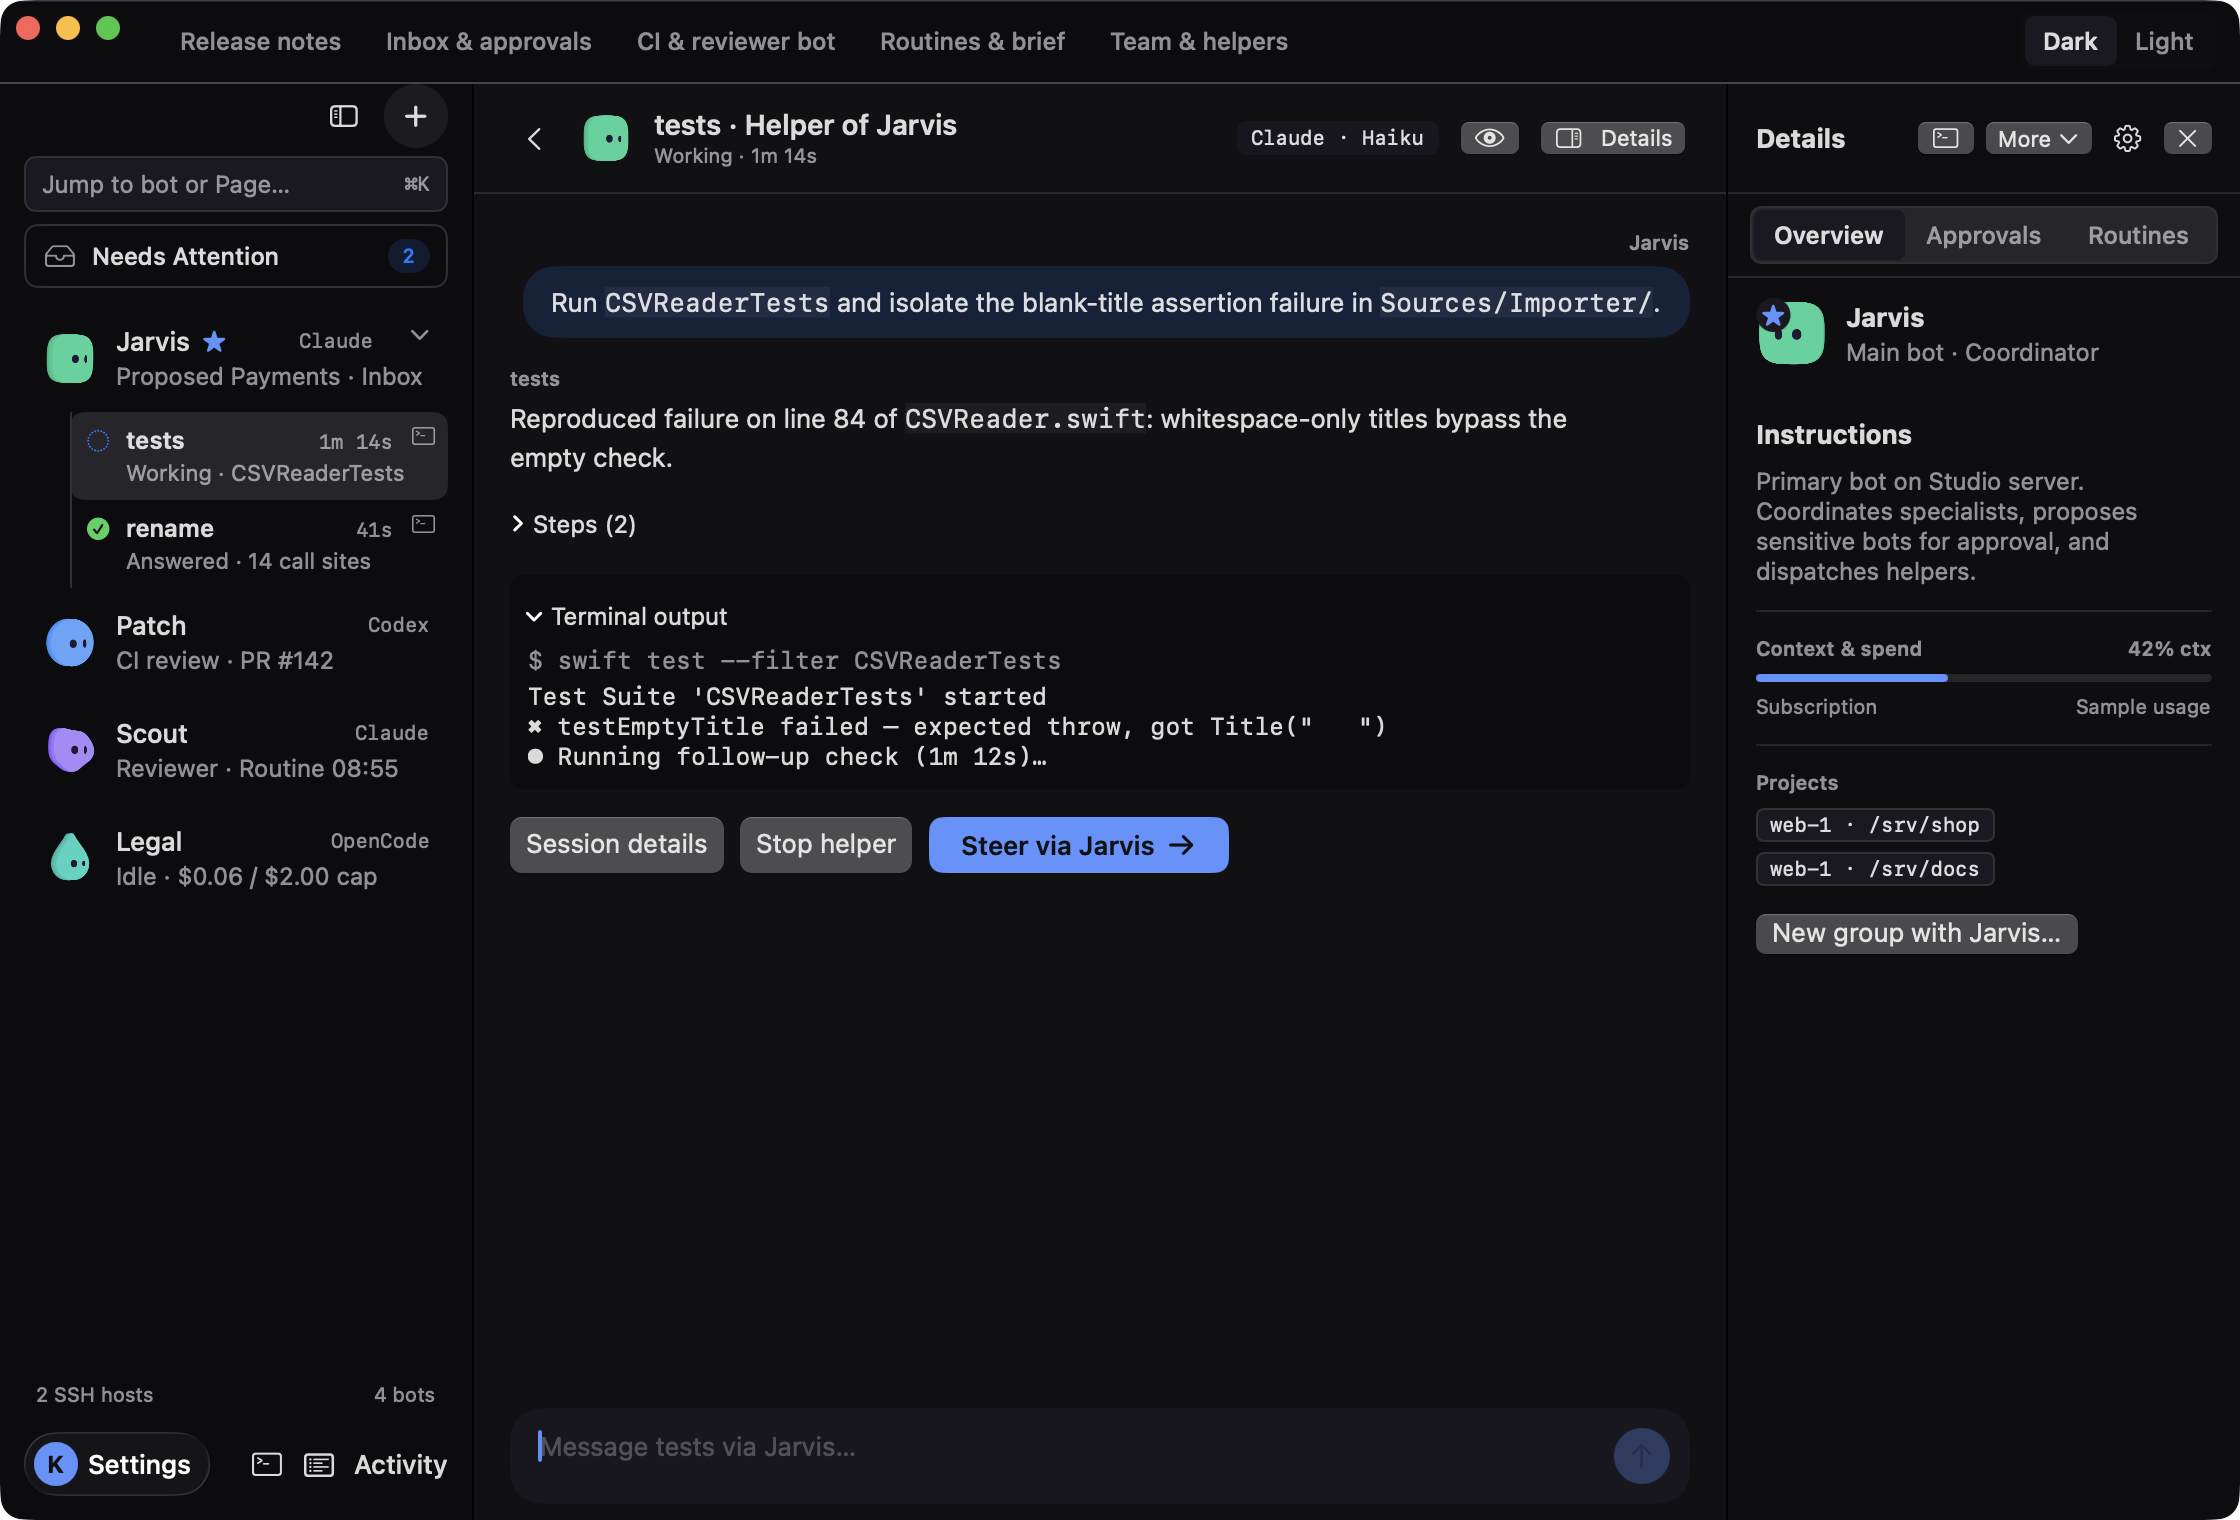 Release notes
Inbox & approvals
CI & reviewer bot
Routines & brief
Team & helpers
Dark
Light
Jump to bot or Page...
⌘K
Needs Attention
2
Jarvis
Claude
Proposed Payments · Inbox
tests
1m 14s
Working · CSVReaderTests
rename
41s
Answered · 14 call sites
Patch
Codex
CI review · PR #142
Scout
Claude
Reviewer · Routine 08:55
Legal
OpenCode
Idle · $0.06 / $2.00 cap
2 SSH hosts
4 bots
K
Settings
Activity
tests · Helper of Jarvis
Working · 1m 14s
Claude · Haiku
Details
Jarvis
Run CSVReaderTests and isolate the blank-title assertion failure in Sources/Importer/.
tests
Reproduced failure on line 84 of CSVReader.swift: whitespace-only titles bypass the
empty check.
Steps (2)
Terminal output
$ swift test --filter CSVReaderTests
Test Suite 'CSVReaderTests' started
✖ testEmptyTitle failed — expected throw, got Title("   ")
● Running follow-up check (1m 12s)…
Session details
Stop helper
Steer via Jarvis →
Message tests via Jarvis...
Details
More
Overview
Approvals
Routines
Jarvis
Main bot · Coordinator
Instructions
Primary bot on Studio server.
Coordinates specialists, proposes
sensitive bots for approval, and
dispatches helpers.
Context & spend
42% ctx
Subscription
Sample usage
Projects
web-1 · /srv/shop
web-1 · /srv/docs
New group with Jarvis...